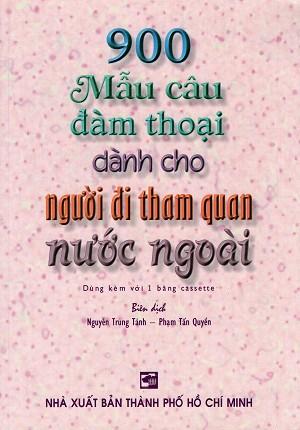 900
Mẫu câu
đàm thoại
dành cho
người đi tham quan
nước ngoài
Dùng kèm với 1 băng cassette
Biên dịch
Nguyễn Trung Tánh – Phạm Tấn Quyền
NHÀ XUẤT BẢN THÀNH PHỐ HỒ CHÍ MINH